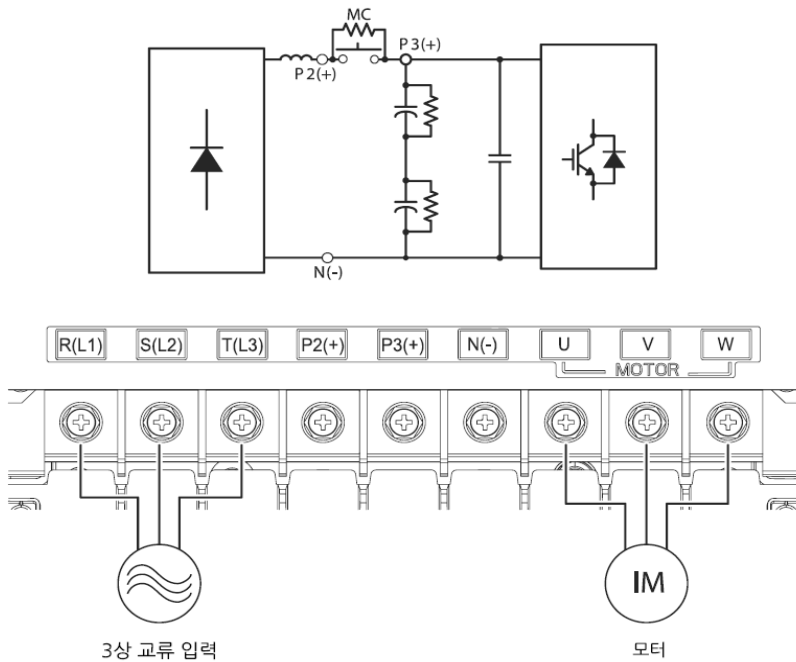 MC
P3(+)
P2(+)
N(-)
R(L1) S(L2) T(L3) P2(+) P3(+) N(-) U V W
MOTOR
IM
3상 교류 입력 모터